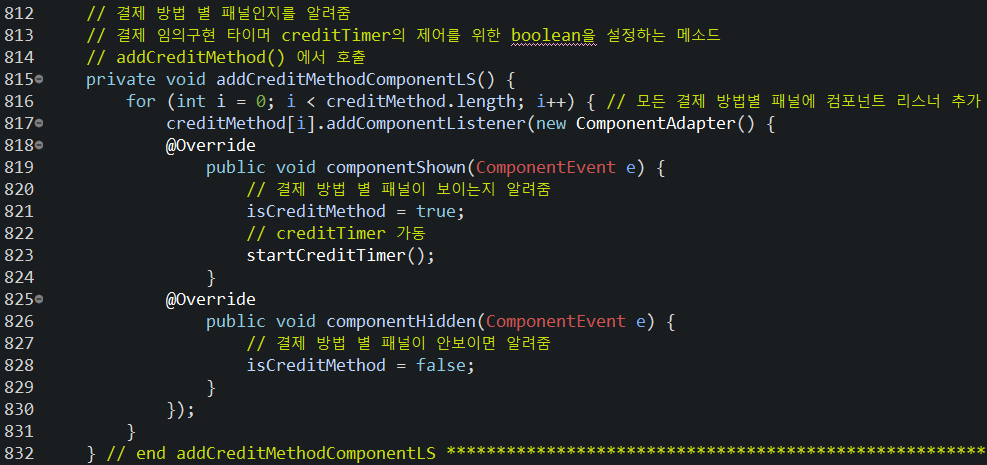 812 // 결제 방법 별 패널인지를 알려줌
813 // 결제 임의구현 타이머 creditTimer의 제어를 위한 boolean을 설정하는 메소드
814 // addCreditMethod() 에서 호출
815 private void addCreditMethodComponentLS() {
816 for (int i = 0; i < creditMethod.length; i++) { // 모든 결제 방법별 패널에 컴포넌트 리스너 추가
817 creditMethod[i].addComponentListener(new ComponentAdapter() {
818 @Override
819 public void componentShown(ComponentEvent e) {
820 // 결제 방법 별 패널이 보이는지 알려줌
821 isCreditMethod = true;
822 // creditTimer 가동
823 startCreditTimer();
824 }
825 @Override
826 public void componentHidden(ComponentEvent e) {
827 // 결제 방법 별 패널이 안보이면 알려줌
828 isCreditMethod = false;
829 }
830 });
831 }
832 } // end addCreditMethodComponentLS ******************************************************